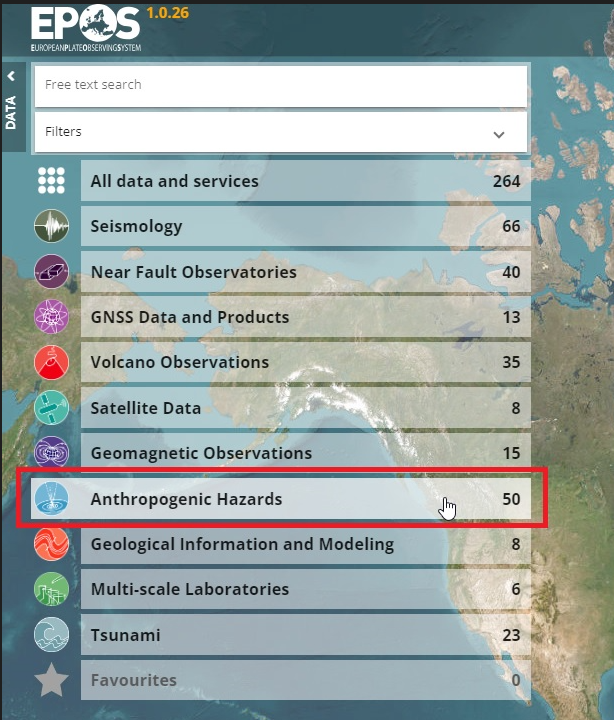 EPOS 1.0.26
EUROPEANPLATEOBSERVINGSYSTEM
DATA
Free text search
Filters
All data and services 264
Seismology 66
Near Fault Observatories 40
GNSS Data and Products 13
Volcano Observations 35
Satellite Data 8
Geomagnetic Observations 15
Anthropogenic Hazards 50
Geological Information and Modeling 8
Multi-scale Laboratories 6
Tsunami 23
Favourites 0